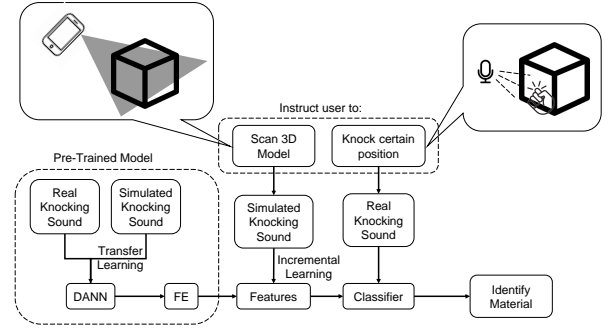 Instruct user to:
Scan 3D
Model
Knock certain
position
Pre-Trained Model
Real
Knocking
Sound
Simulated
Knocking
Sound
Transfer
Learning
Simulated
Knocking
Sound
Real
Knocking
Sound
Incremental
Learning
DANN
FE
Features
Classifier
Identify
Material